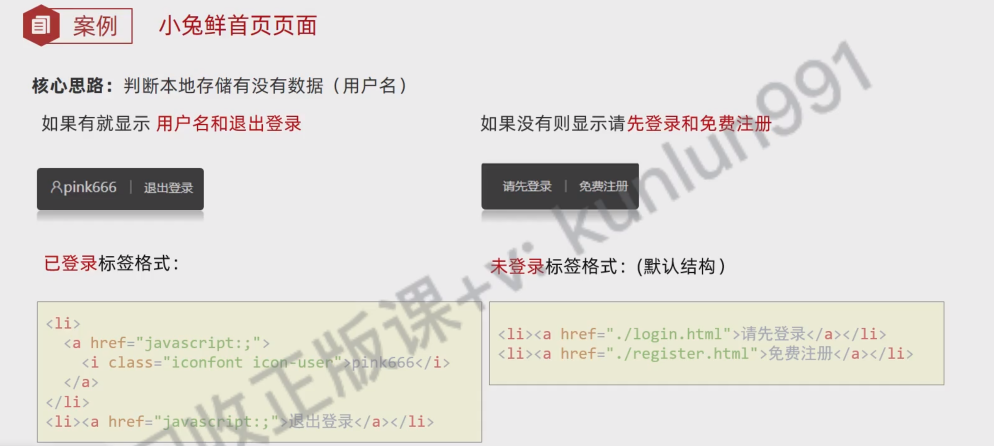 案例 小兔鲜首页页面
核心思路：判断本地存储有没有数据（用户名）
如果有就显示 用户名和退出登录
如果没有则显示请先登录和免费注册
pink666 | 退出登录
请先登录 | 免费注册
已登录标签格式：
未登录标签格式：(默认结构）
<li>
<a href="javascript:;">
<i class="iconfont icon-user">pink666</i>
</a>
</li>
<li><a href="javascript:;">退出登录</a></li>
<li><a href="./login.html">请先登录</a></li>
<li><a href="./register.html">免费注册</a></li>
收正版课+v: kunlun991